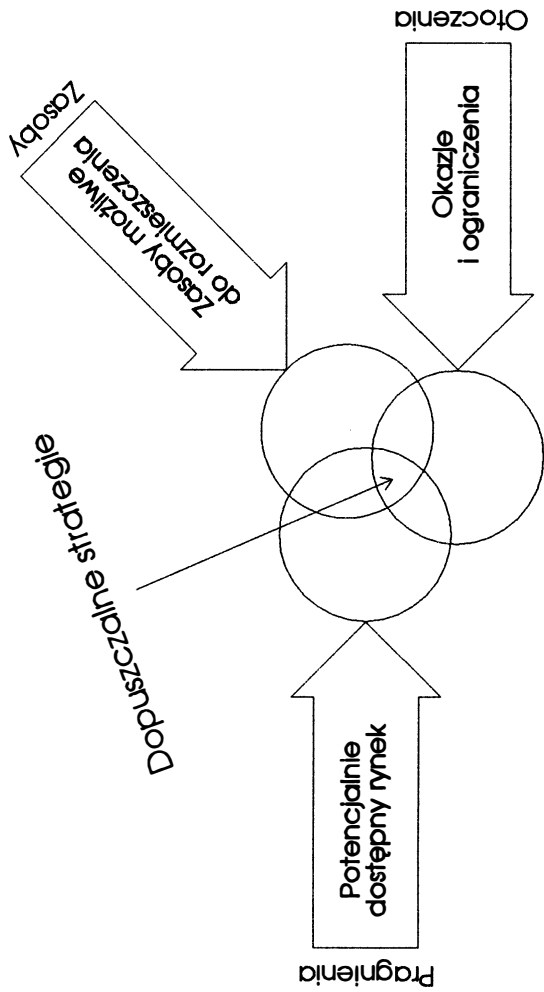 Zasoby
Zasoby możliwe
do rozmieszczenia
Otoczenia
Okazje
i ograniczenia
Dopuszczalne strategie
Potencjalnie
dostępny rynek
Pragnienia